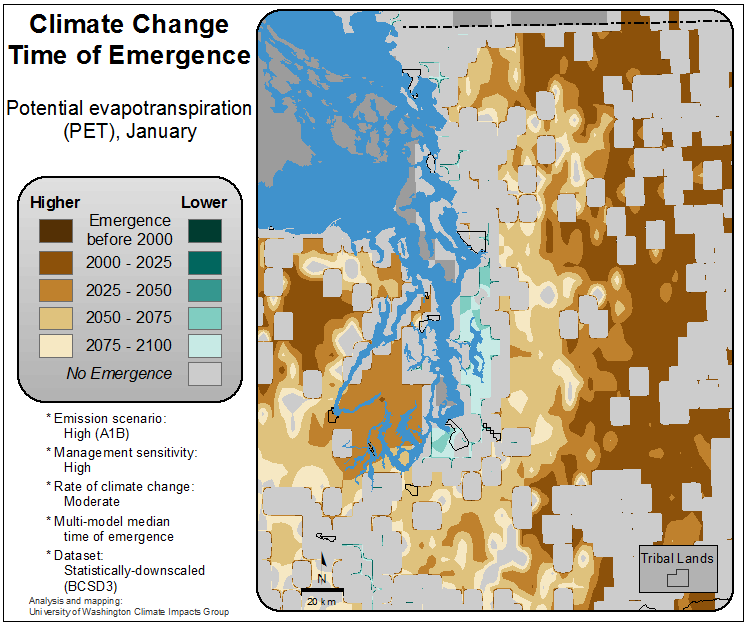 Climate Change
Time of Emergence
Potential evapotranspiration
(PET), January
Higher
Lower
Emergence
before 2000
2000 - 2025
2025 - 2050
2050 - 2075
2075 - 2100
No Emergence
* Emission scenario:
High (A1B)
* Management sensitivity:
High
* Rate of climate change:
Moderate
* Multi-model median
time of emergence
* Dataset:
Statistically-downscaled
(BCSD3)
Analysis and mapping:
University of Washington Climate Impacts Group
N
20 km
Tribal Lands